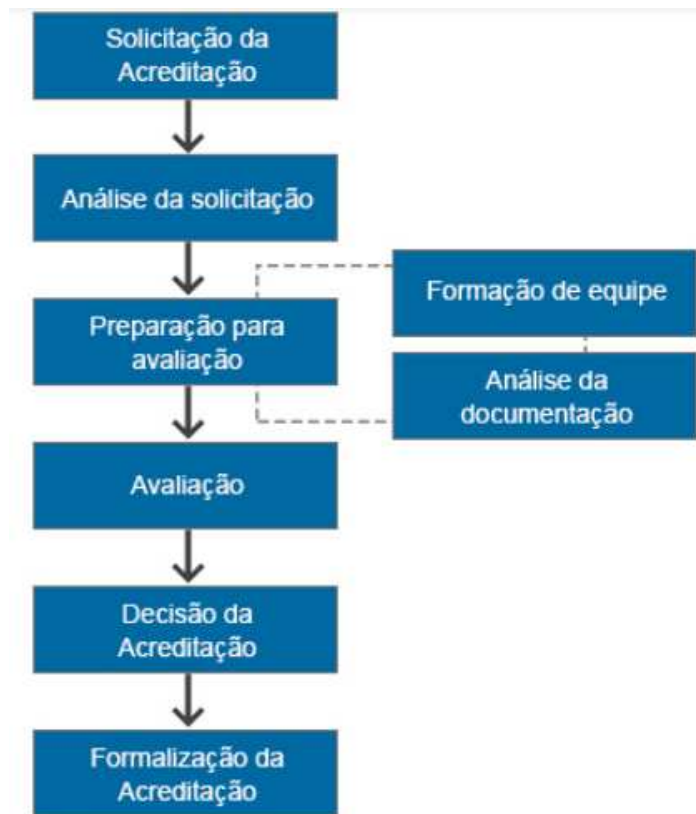 Solicitação da
Acreditação
Análise da solicitação
Preparação para
avaliação
Formação de equipe
Análise da
documentação
Avaliação
Decisão da
Acreditação
Formalização da
Acreditação